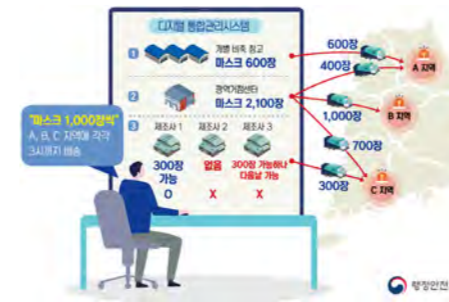 디지털 통합관리시스템
1 개별 비축 창고
마스크 600장
2 광역거점센터
마스크 2,100장
3 제조사 1 제조사 2 제조사 3
300장
가능
없음
300장 가능하나
다음날 가능
O X X
"마스크 1,000장씩"
A, B, C 지역에 각각
3시까지 배송
600장
400장
A 지역
1,000장
B 지역
700장
300장
C 지역
행정안전